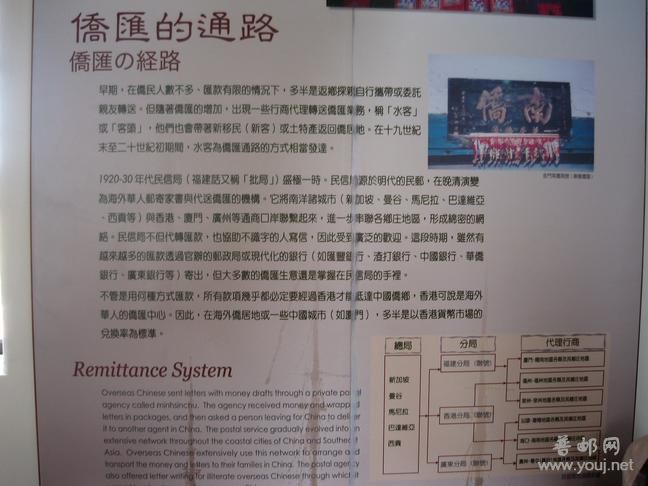 僑匯的通路
僑匯の経路
早期，在僑民人數不多、匯款有限的情況下，多半是返鄉探親自行攜帶或委託
親友轉送。但隨著僑匯的增加，出現一些行商代理轉送僑匯業務，稱「水客」
或「客頭」，他們也會帶著新移民（新客）或土特產返回僑居地。在十九世紀
末至二十世紀初期間，水客為匯通路的方式相當發達。
1920-30 年代民信局（福建話又稱「批局」）盛極一時。民信局源於明代的民郵，在晚清演變
為海外華人郵寄家書與代送僑匯的機構。它將南洋諸城市（新加坡、曼谷、馬尼拉、巴達維亞
、西貢等）與香港、廈門、廣州等通商口岸聯繫起來，進一步串聯各鄉庄地區，形成綿密的網
絡。民信局不但代轉匯款，也協助不識字的人寫信，因此受到廣泛的歡迎。這段時期，雖然有
越來越多的匯款透過官辦的郵政局或現代化的銀行（如匯豐銀行、渣打銀行、中國銀行、華僑
銀行、廣東銀行等）寄出，但大多數的僑匯生意還是掌握在民信局的手裡。
不管是用何種方式匯款，所有款項幾乎都必定要經過香港才能抵達中國僑鄉，香港可說是海外
華人的僑匯中心。因此，在海外僑居地或一些中國城市（如廈門），多半是以香港貨幣市場的
兌換率為標準。
南
僑
Remittance System
Overseas Chinese sent letters with money drafts through a private postal
agency called minhsinchu. The agency received money and wrapped
letters in packages, and then asked a person leaving for China to deliver
it to another agent in China. The postal service gradually evolved into an
extensive network throughout the coastal cities of China and Southeast
Asia. Overseas Chinese extensively use this network to arrange and
transport the money and letters to their families in China. The postal agency
also offered letter writing for illiterate overseas Chinese through which it
總局
分局
代理行商
新加坡
曼谷
馬尼拉
巴達維亞
西貢
福建分局（聯號）
香港分局（聯號）
廣東分局（聯號）
普邮网
www.youj.net